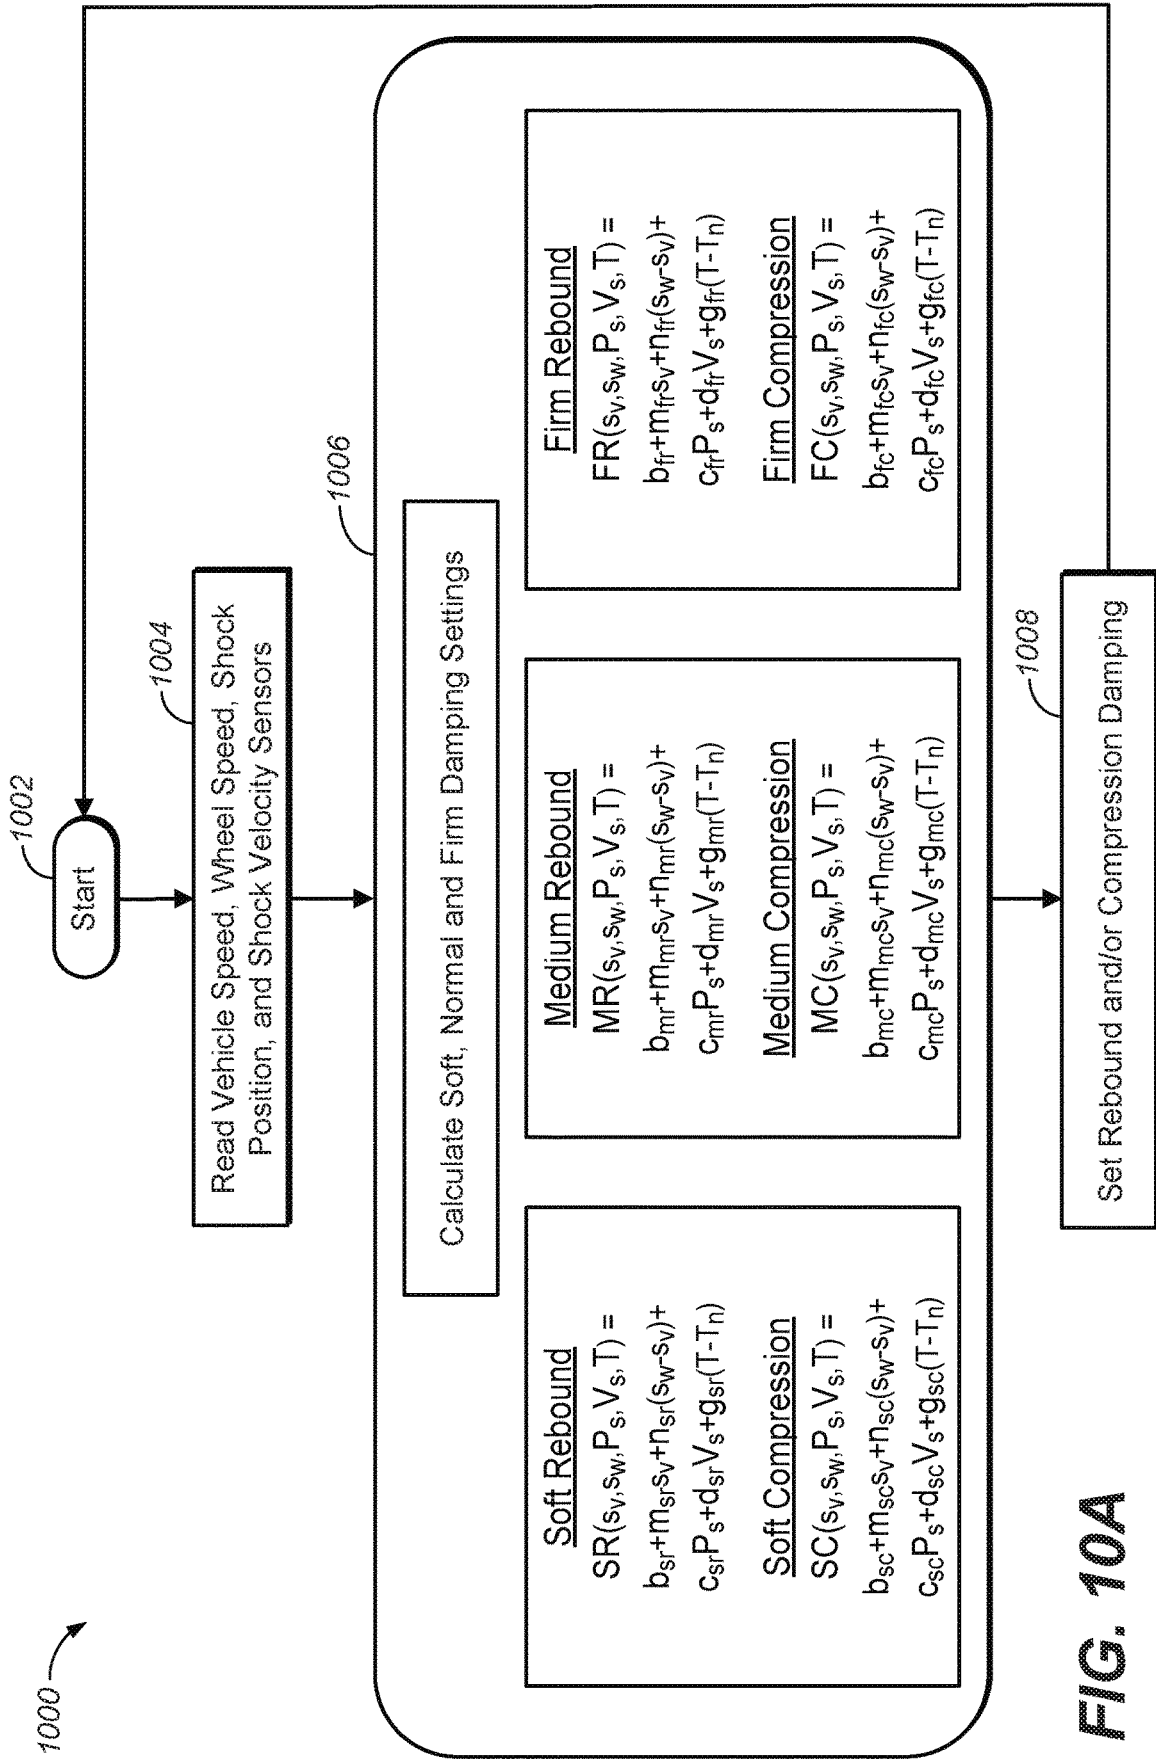 1000
1002
Start
1004
Read Vehicle Speed, Wheel Speed, Shock
Position, and Shock Velocity Sensors
1006
Calculate Soft, Normal and Firm Damping Settings
Soft Rebound
SR(sv,sw,Ps,Vs,T) =
bsr+msrsv+nsr(sw-sv)+
csrPs+dsrVs+gsr(T-Tn)
Soft Compression
SC(sv,sw,Ps,Vs,T) =
bsc+mscsv+nsc(sw-sv)+
cscPs+dscVs+gsc(T-Tn)
Medium Rebound
MR(sv,sw,Ps,Vs,T) =
bmr+mmrsv+nmr(sw-sv)+
cmrPs+dmrVs+gmr(T-Tn)
Medium Compression
MC(sv,sw,Ps,Vs,T) =
bmc+mmcsv+nmc(sw-sv)+
cmcPs+dmcVs+gmc(T-Tn)
Firm Rebound
FR(sv,sw,Ps,Vs,T) =
bfr+mfrsv+nfr(sw-sv)+
cfrPs+dfrVs+gfr(T-Tn)
Firm Compression
FC(sv,sw,Ps,Vs,T) =
bfc+mfcsv+nfc(sw-sv)+
cfcPs+dfcVs+gfc(T-Tn)
1008
Set Rebound and/or Compression Damping
FIG. 10A